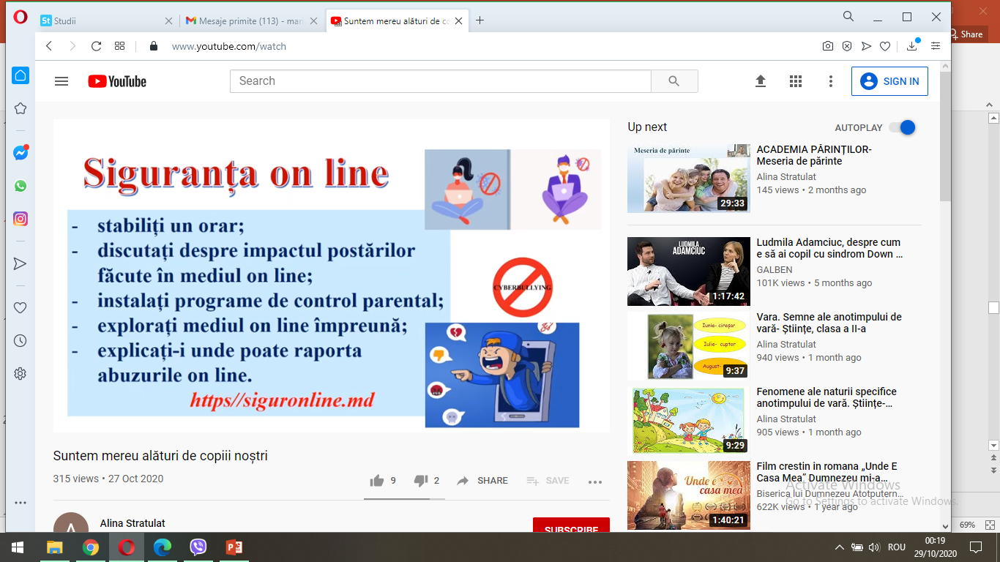 Studii
Mesaje primite (113) - mari
Suntem mereu alături de co
Share
www.youtube.com/watch
YouTube
Search
SIGN IN
Siguranța on line
- stabiliți un orar;
- discutați despre impactul postărilor
făcute în mediul on line;
- instalați programe de control parental;
- explorați mediul on line împreună;
- explicați-i unde poate raporta
abuzurile on line.
https//siguronline.md
CYBERBULLYING
Suntem mereu alături de copiii noștri
315 views • 27 Oct 2020
9
2
SHARE
SAVE
A
Alina Stratulat
SUBSCRIBE
Up next
AUTOPLAY
Meseria de părinte
29:33
ACADEMIA PĂRINȚILOR-
Meseria de părinte
Alina Stratulat
145 views • 2 months ago
LUDMILA
ADAMCIUC
1:17:42
Ludmila Adamciuc, despre cum
e să ai copil cu sindrom Down ...
GALBEN
101K views • 5 months ago
Iunie- cireșar
Iulie- cuptor
August-
9:37
Vara. Semne ale anotimpului de
vară- Științe, clasa a II-a
Alina Stratulat
940 views • 1 month ago
9:29
Fenomene ale naturii specifice
anotimpului de vară. Științe-...
Alina Stratulat
905 views • 1 month ago
Unde e
casa mea
1:40:21
Film crestin in romana „Unde E
Casa Mea” Dumnezeu mi-a...
Biserica lui Dumnezeu Atotputern...
622K views • 1 year ago
Activate Windows
Go to Settings to activate Windows.
69%
ROU
00:19
29/10/2020